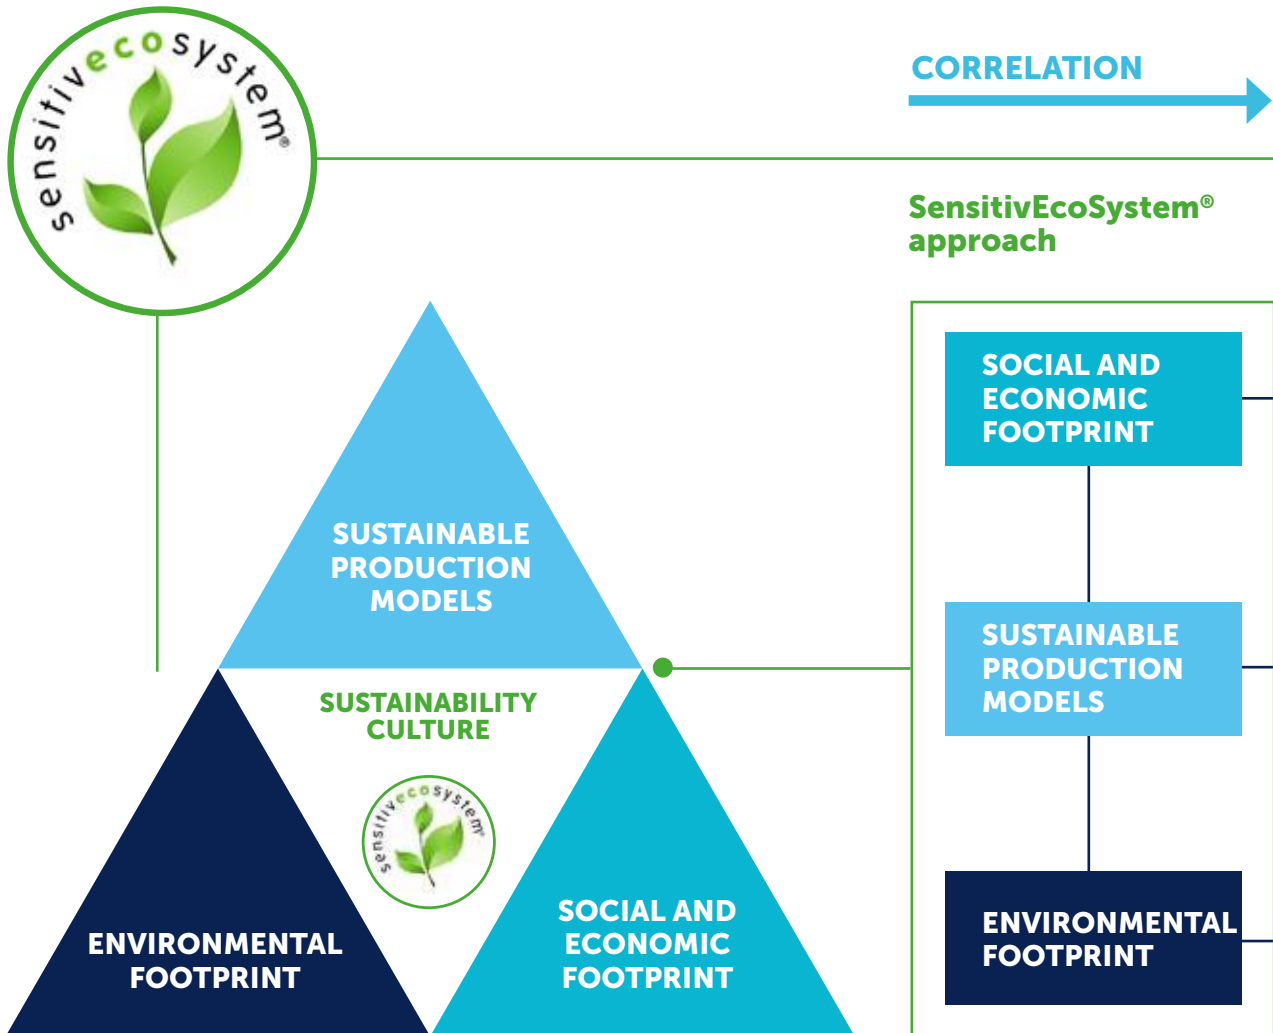 sensitivecosystem®
CORRELATION
SensitivEcoSystem®
approach
SUSTAINABLE
PRODUCTION
MODELS
SUSTAINABILITY
CULTURE
sensitivecosystem®
ENVIRONMENTAL
FOOTPRINT
SOCIAL AND
ECONOMIC
FOOTPRINT
SOCIAL AND
ECONOMIC
FOOTPRINT
SUSTAINABLE
PRODUCTION
MODELS
ENVIRONMENTAL
FOOTPRINT